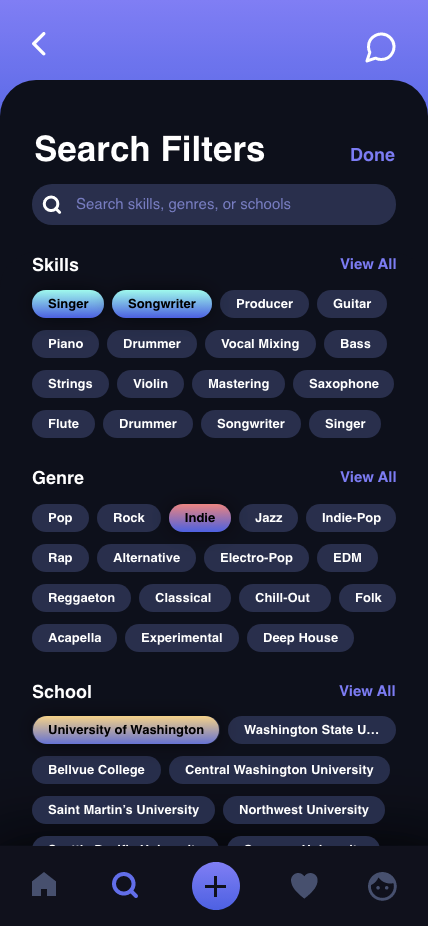 Search Filters
Done
Search skills, genres, or schools
Skills
View All
Singer Songwriter Producer Guitar
Piano Drummer Vocal Mixing Bass
Strings Violin Mastering Saxophone
Flute Drummer Songwriter Singer
Genre
View All
Pop Rock Indie Jazz Indie-Pop
Rap Alternative Electro-Pop EDM
Reggaeton Classical Chill-Out Folk
Acapella Experimental Deep House
School
View All
University of Washington Washington State U...
Bellvue College Central Washington University
Saint Martin's University Northwest University